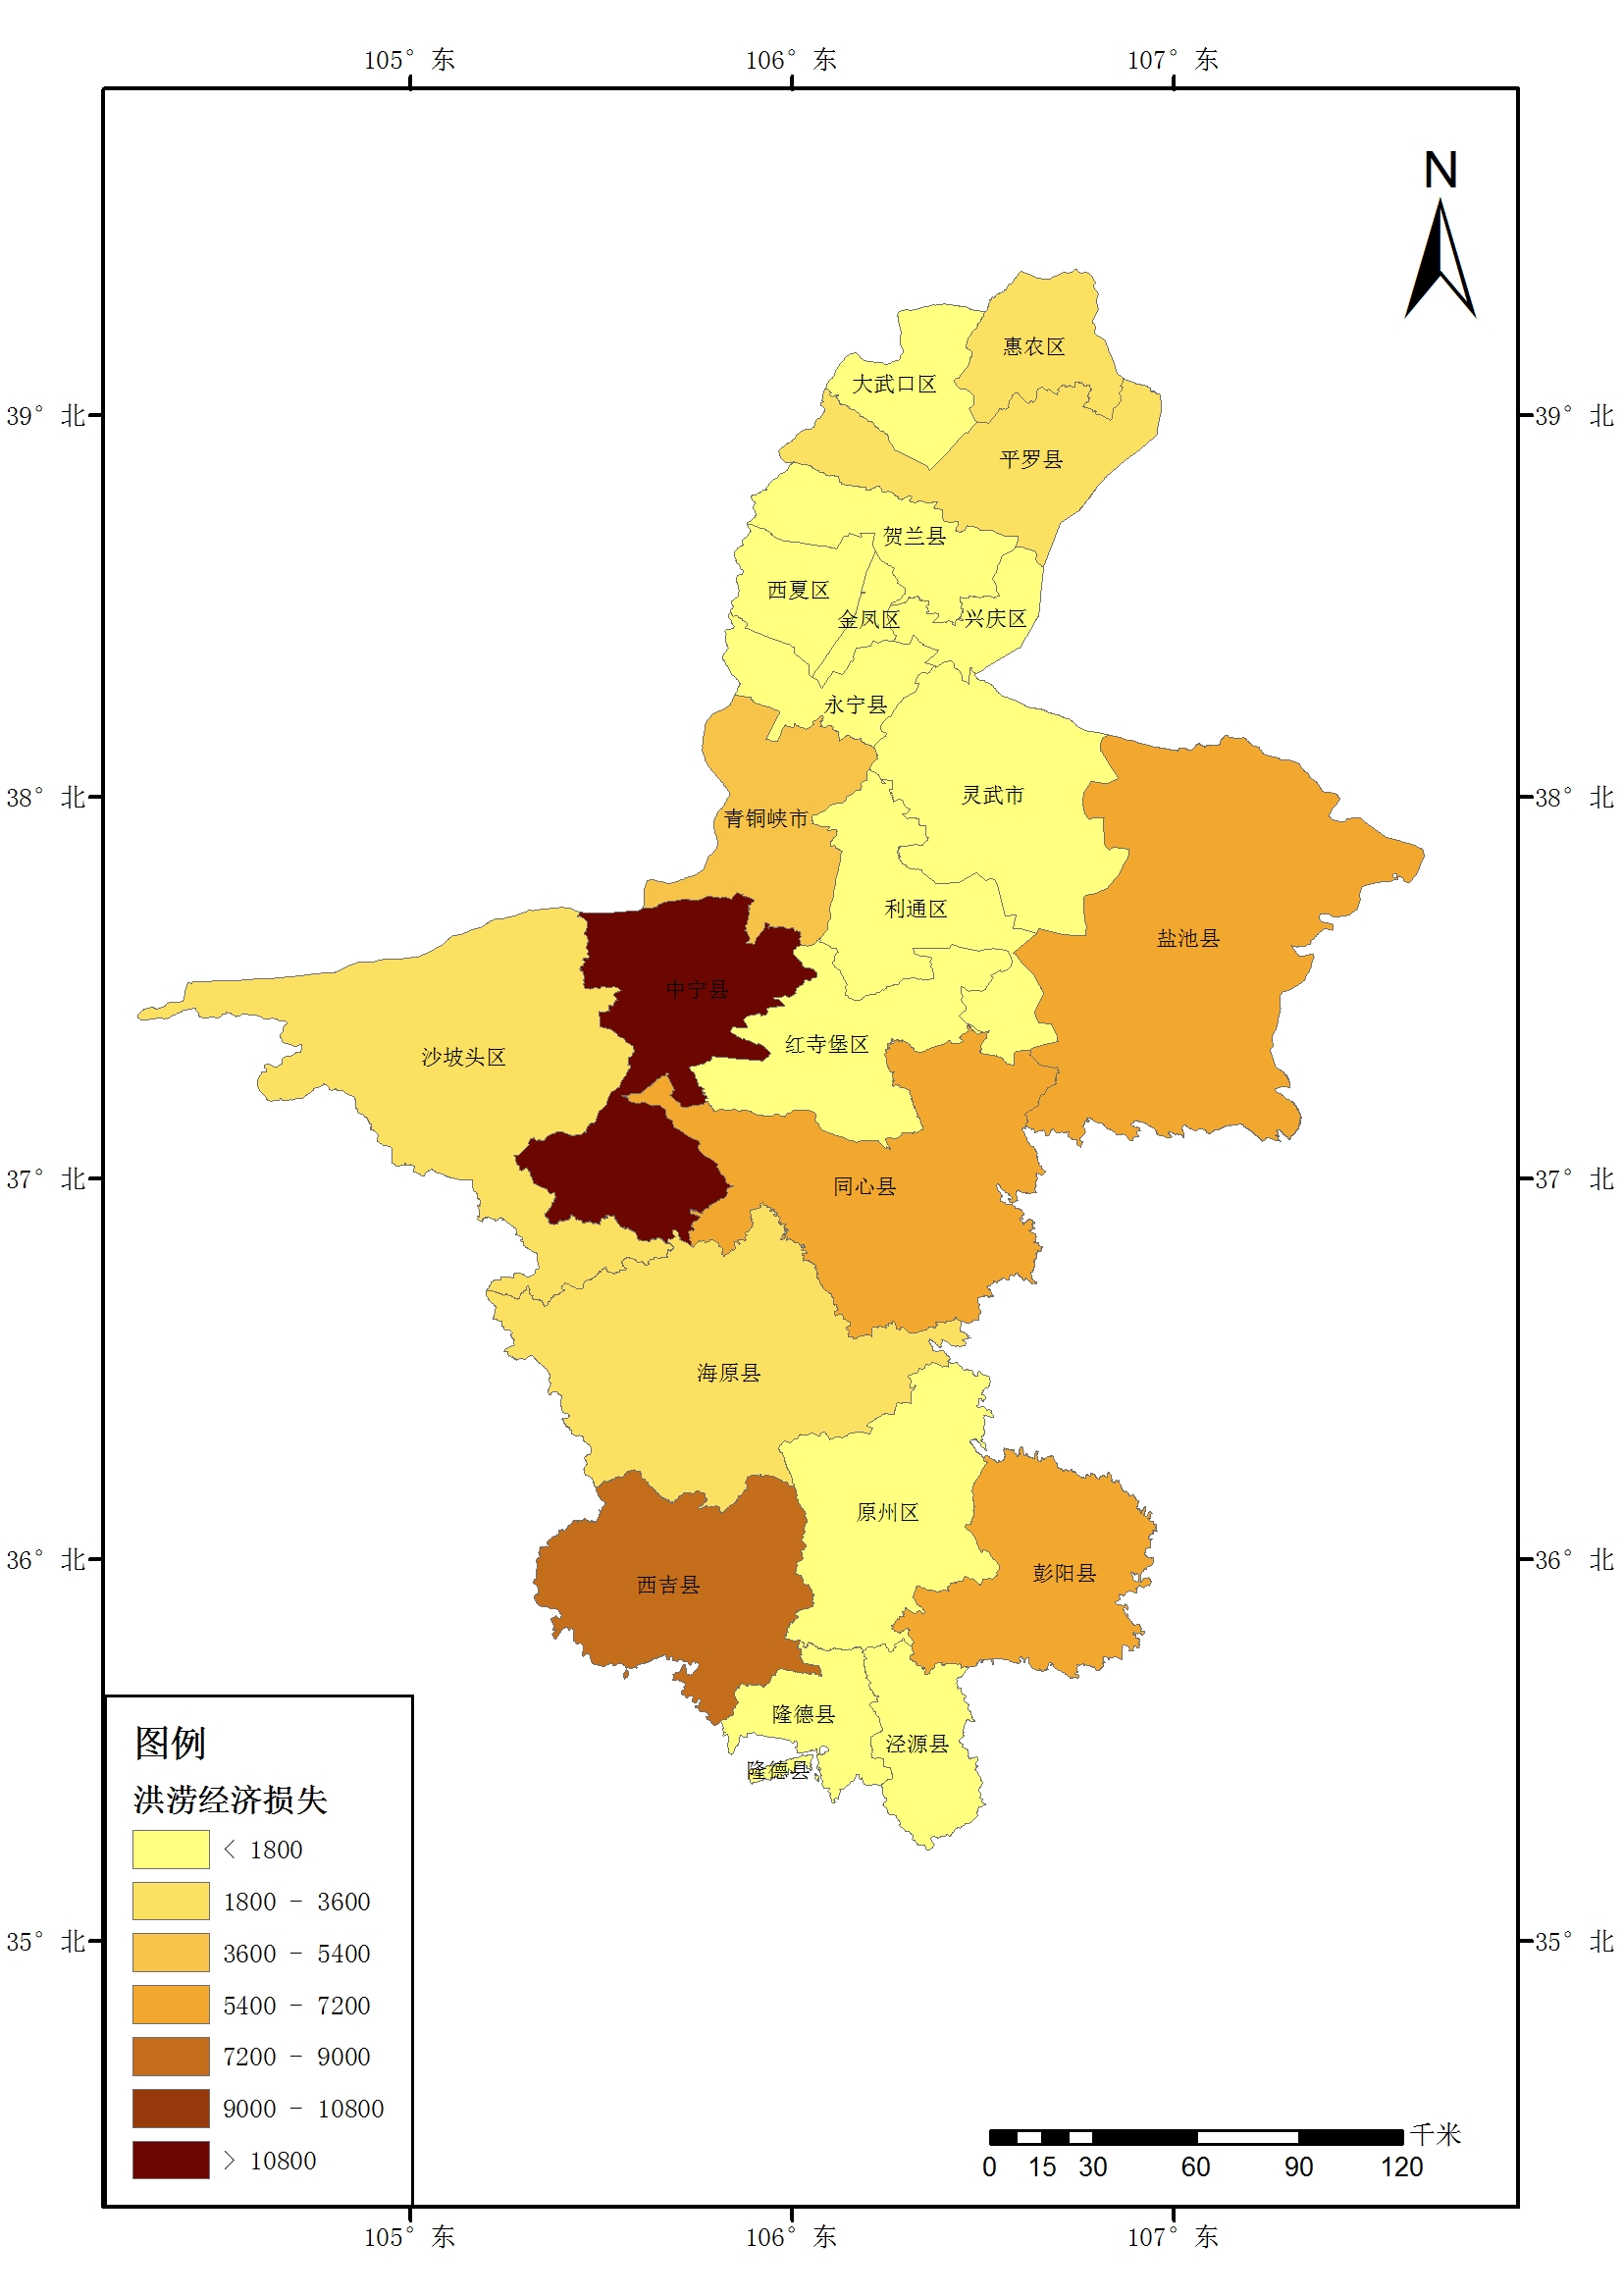 105° 东
106° 东
107° 东
N
惠农区
大武口区
39° 北
39° 北
平罗县
贺兰县
西夏区
金凤区
兴庆区
永宁县
38° 北
38° 北
灵武市
青铜峡市
利通区
盐池县
中宁县
红寺堡区
沙坡头区
37° 北
37° 北
同心县
海原县
原州区
36° 北
36° 北
彭阳县
西吉县
隆德县
泾源县
隆德县
图例
洪涝经济损失
< 1800
1800 - 3600
3600 - 5400
5400 - 7200
7200 - 9000
9000 - 10800
> 10800
35° 北
35° 北
千米
0 15 30 60 90 120
105° 东
106° 东
107° 东